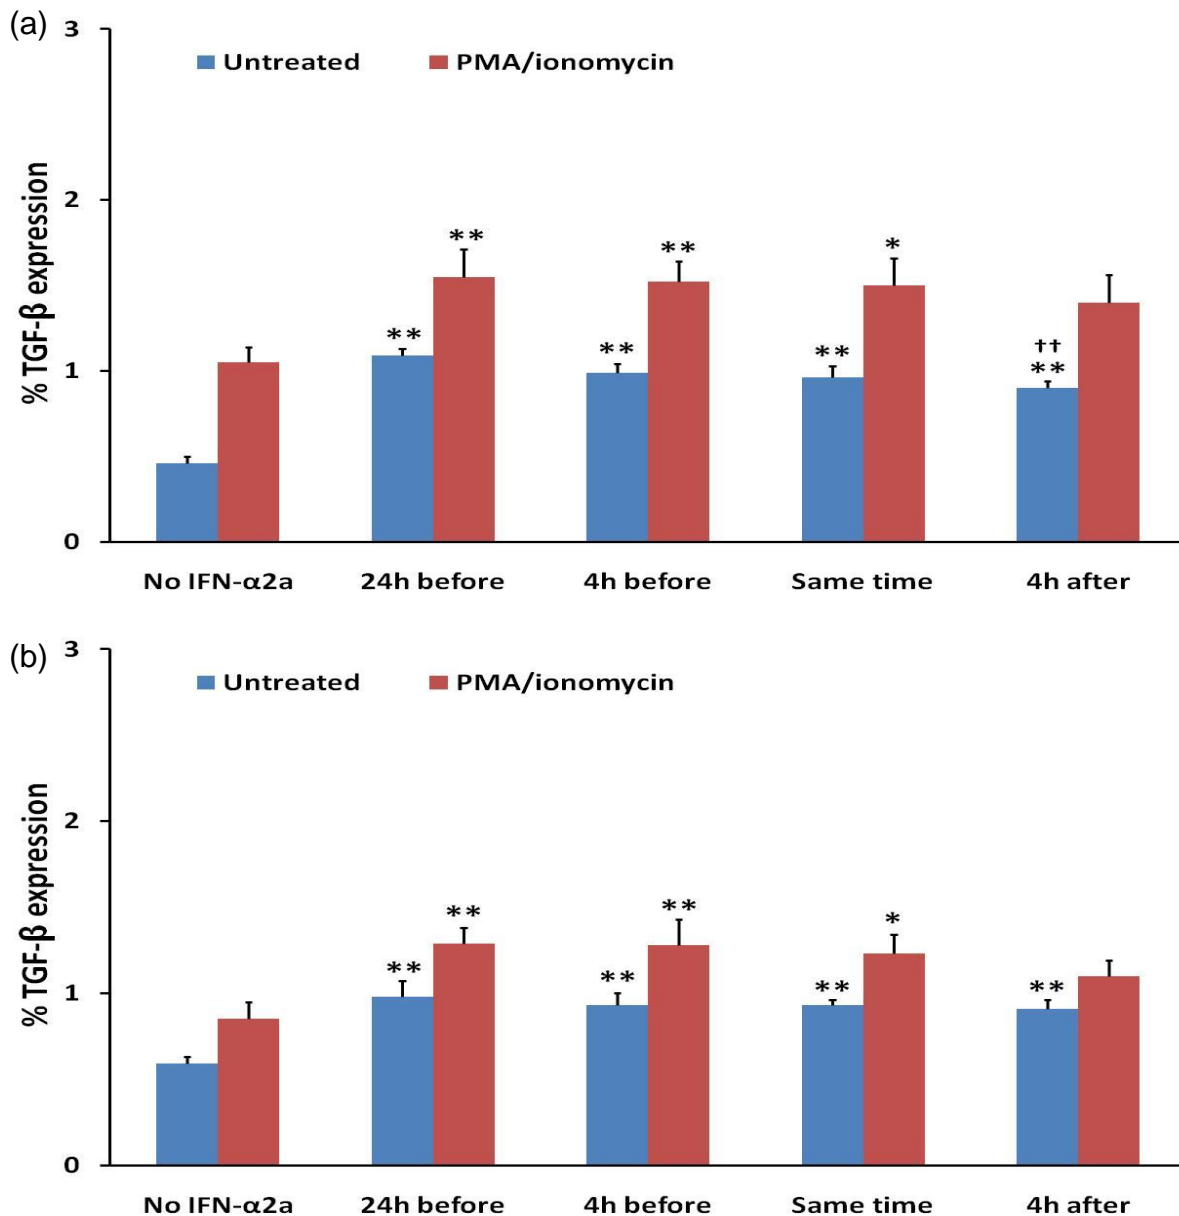 (a)
3
Untreated PMA/ionomycin
% TGF-β expression
2
** ** *
** ** ** ††
**
1
0
No IFN-α2a 24h before 4h before Same time 4h after
(b)
3
Untreated PMA/ionomycin
% TGF-β expression
2
** ** *
** ** ** **
1
0
No IFN-α2a 24h before 4h before Same time 4h after